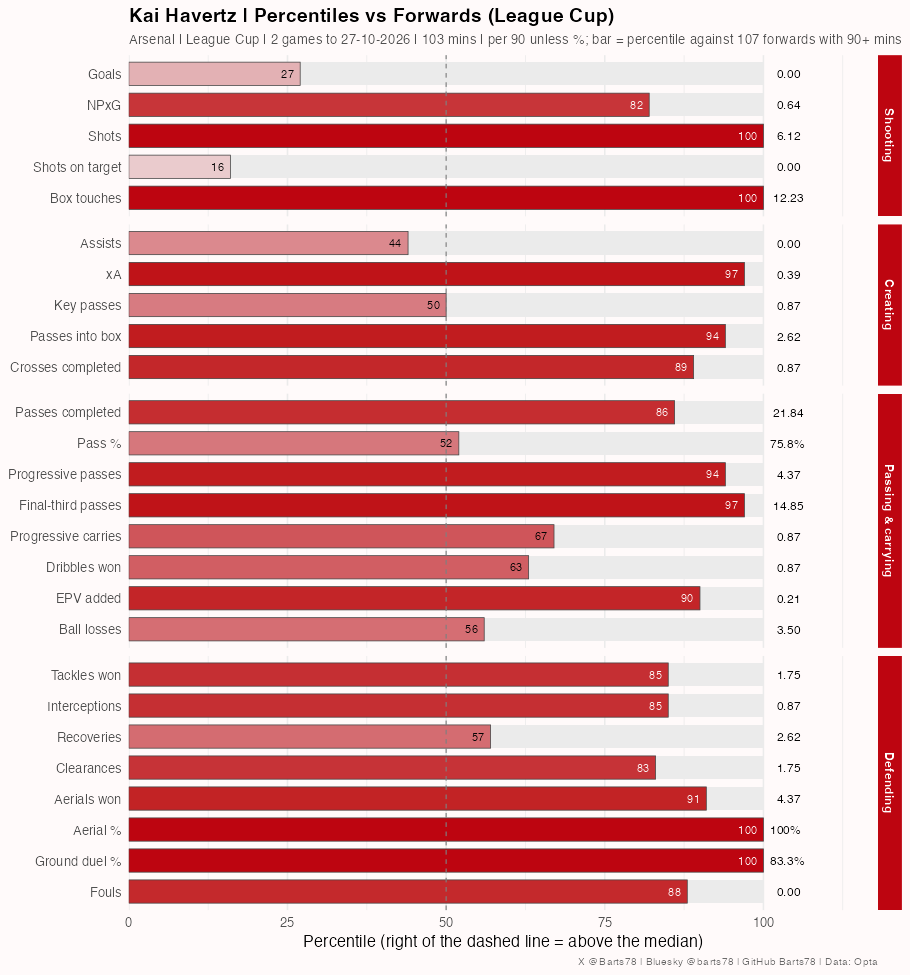 Kai Havertz | Percentiles vs Forwards (League Cup)
Arsenal | League Cup | 2 games to 27-10-2026 | 103 mins | per 90 unless %; bar = percentile against 107 forwards with 90+ mins
Shooting
Goals 27 0.00
NPxG 82 0.64
Shots 100 6.12
Shots on target 16 0.00
Box touches 100 12.23
Creating
Assists 44 0.00
xA 97 0.39
Key passes 50 0.87
Passes into box 94 2.62
Crosses completed 89 0.87
Passing & carrying
Passes completed 86 21.84
Pass % 52 75.8%
Progressive passes 94 4.37
Final-third passes 97 14.85
Progressive carries 67 0.87
Dribbles won 63 0.87
EPV added 90 0.21
Ball losses 56 3.50
Defending
Tackles won 85 1.75
Interceptions 85 0.87
Recoveries 57 2.62
Clearances 83 1.75
Aerials won 91 4.37
Aerial % 100 100%
Ground duel % 100 83.3%
Fouls 88 0.00
0 25 50 75 100
Percentile (right of the dashed line = above the median)
X @Barts78 | Bluesky @barts78 | GitHub Barts78 | Data: Opta